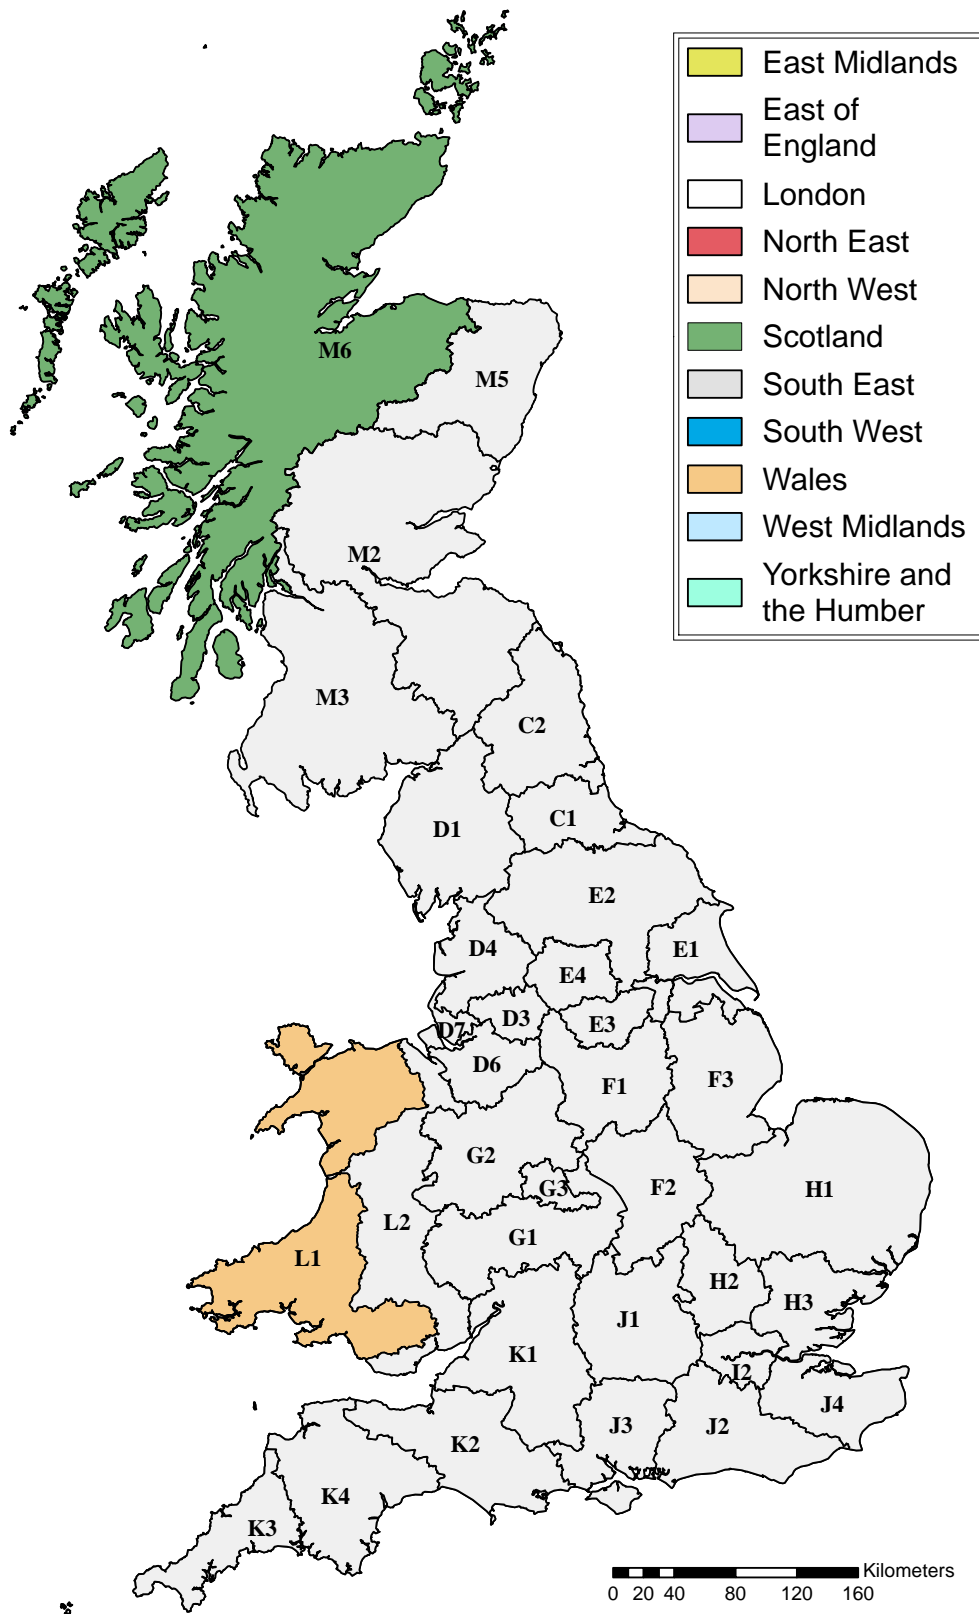 East Midlands
East of
England
London
North East
North West
Scotland
South East
South West
Wales
West Midlands
Yorkshire and
the Humber
M6
M5
M2
M3
C2
D1
C1
E2
D4
E1
E4
D3
E3
D7
D6
F1
F3
G2
G3
F2
H1
L2
G1
L1
H2
H3
J1
K1
I2
J4
J3
J2
K2
K4
K3
Kilometers
0 20 40 80 120 160